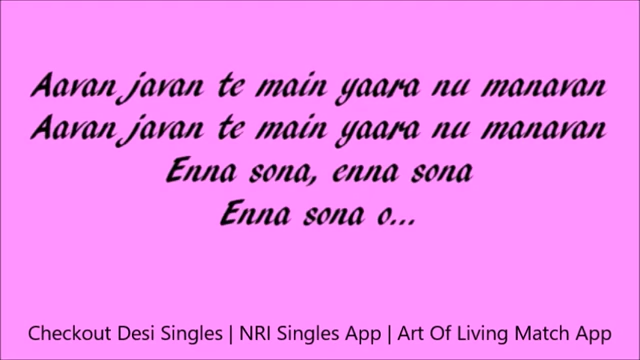 Aavan javan te main yaara nu manavan
Aavan javan te main yaara nu manavan
Enna sona, enna sona
Enna sona o...
Checkout Desi Singles | NRI Singles App | Art Of Living Match App